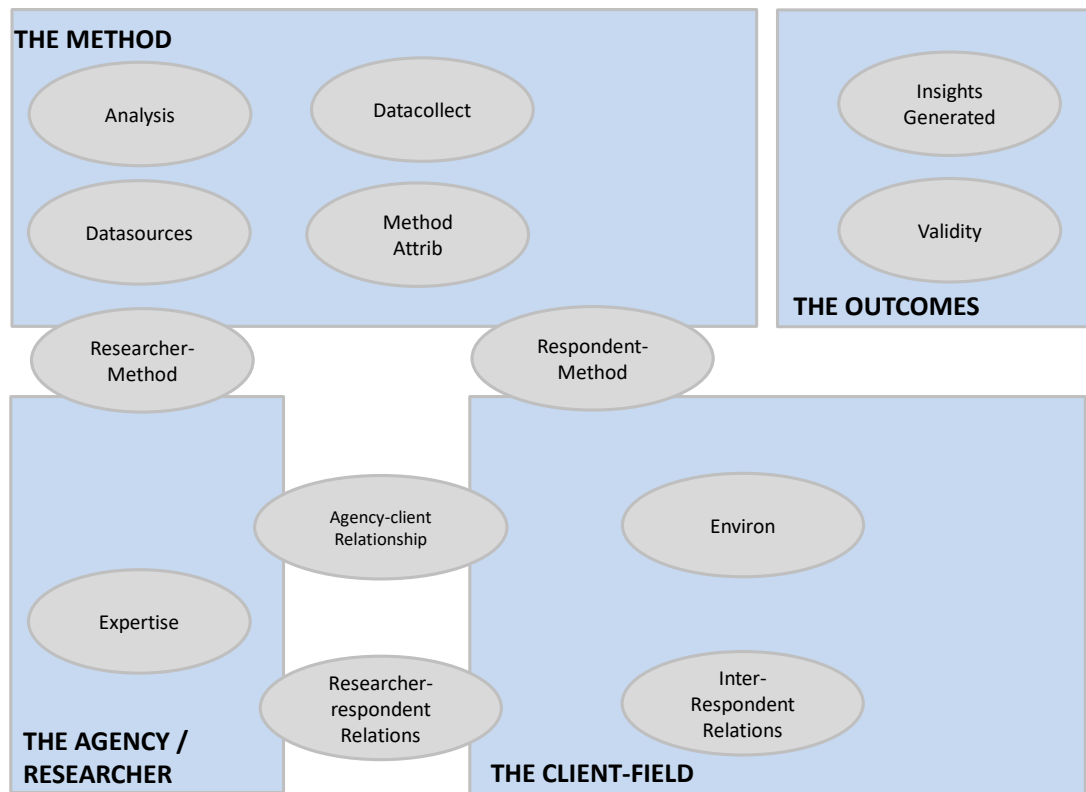 THE METHOD
Analysis
Datacollect
Datasources
Method
Attrib
Insights
Generated
Validity
THE OUTCOMES
Researcher-
Method
Respondent-
Method
Agency-client
Relationship
Environ
Expertise
Researcher-
respondent
Relations
Inter-
Respondent
Relations
THE AGENCY /
RESEARCHER
THE CLIENT-FIELD